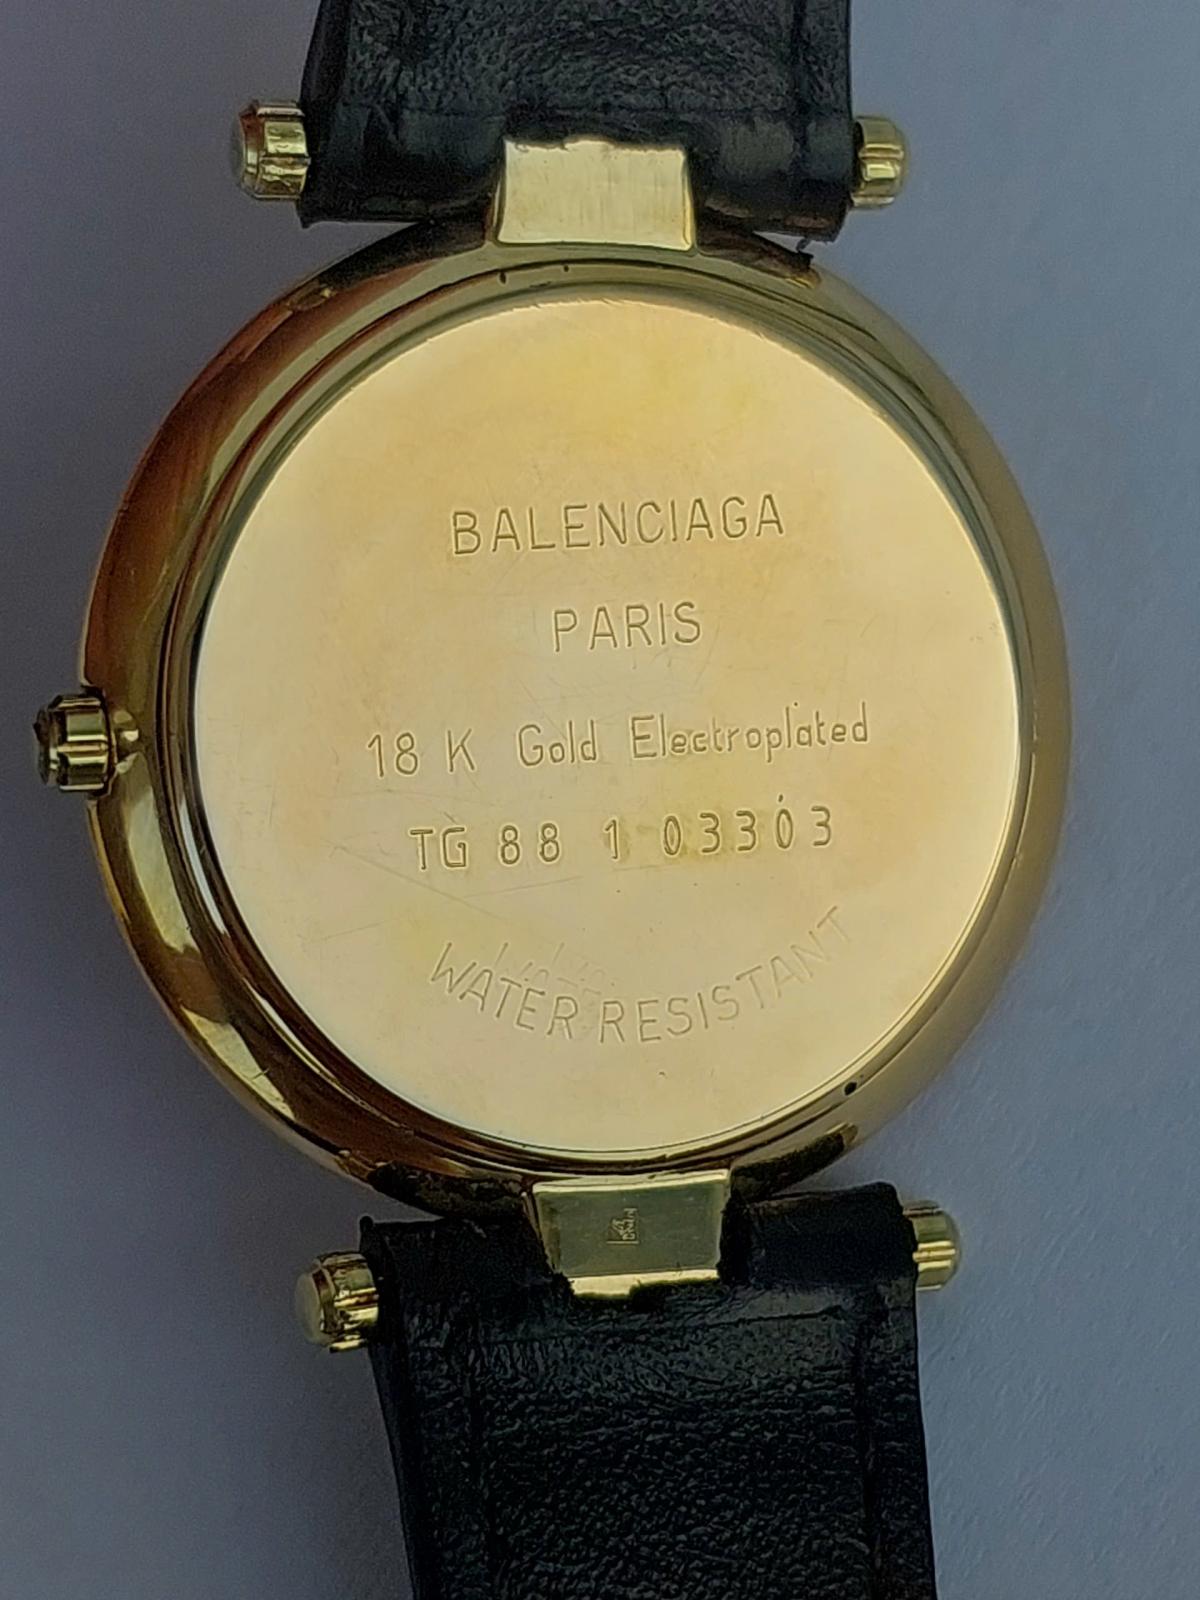 BALENCIAGA
PARIS
18 K Gold Electroplated
TG 88 1 03303
WATER RESISTANT